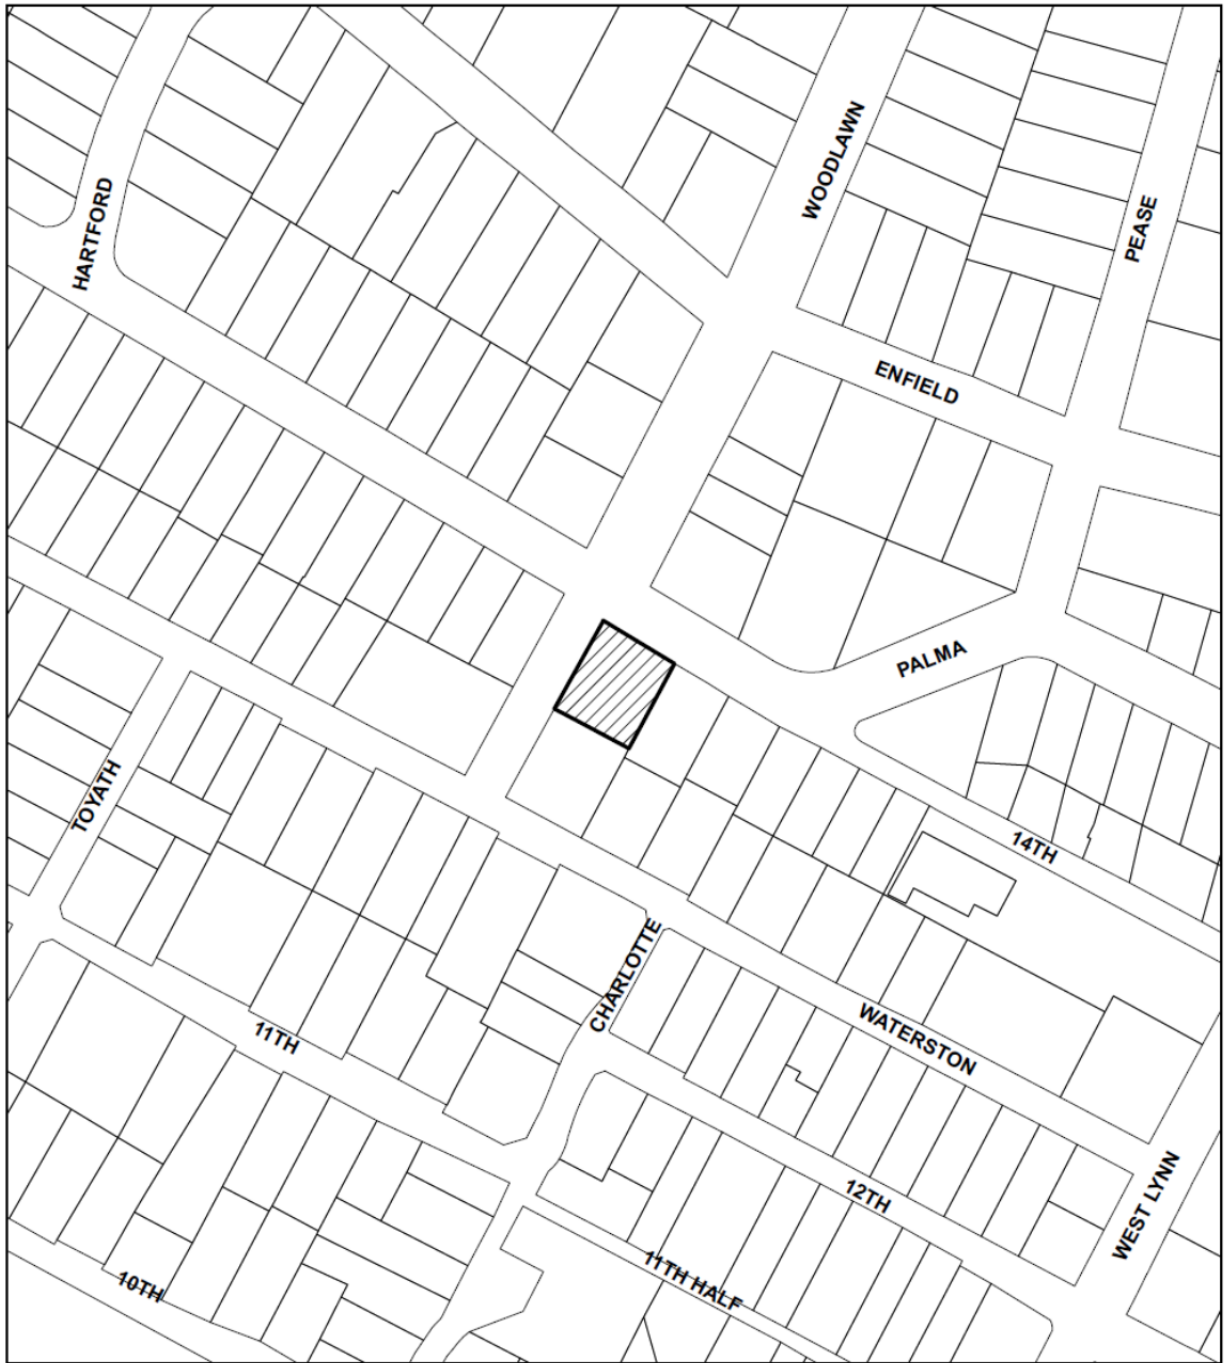 WOODLAWN
HARTFORD
PEASE
ENFIELD
PALMA
TOYATH
14TH
CHARLOTTE
11TH
WATERSTON
12TH
WEST LYNN
11TH HALF
10TH